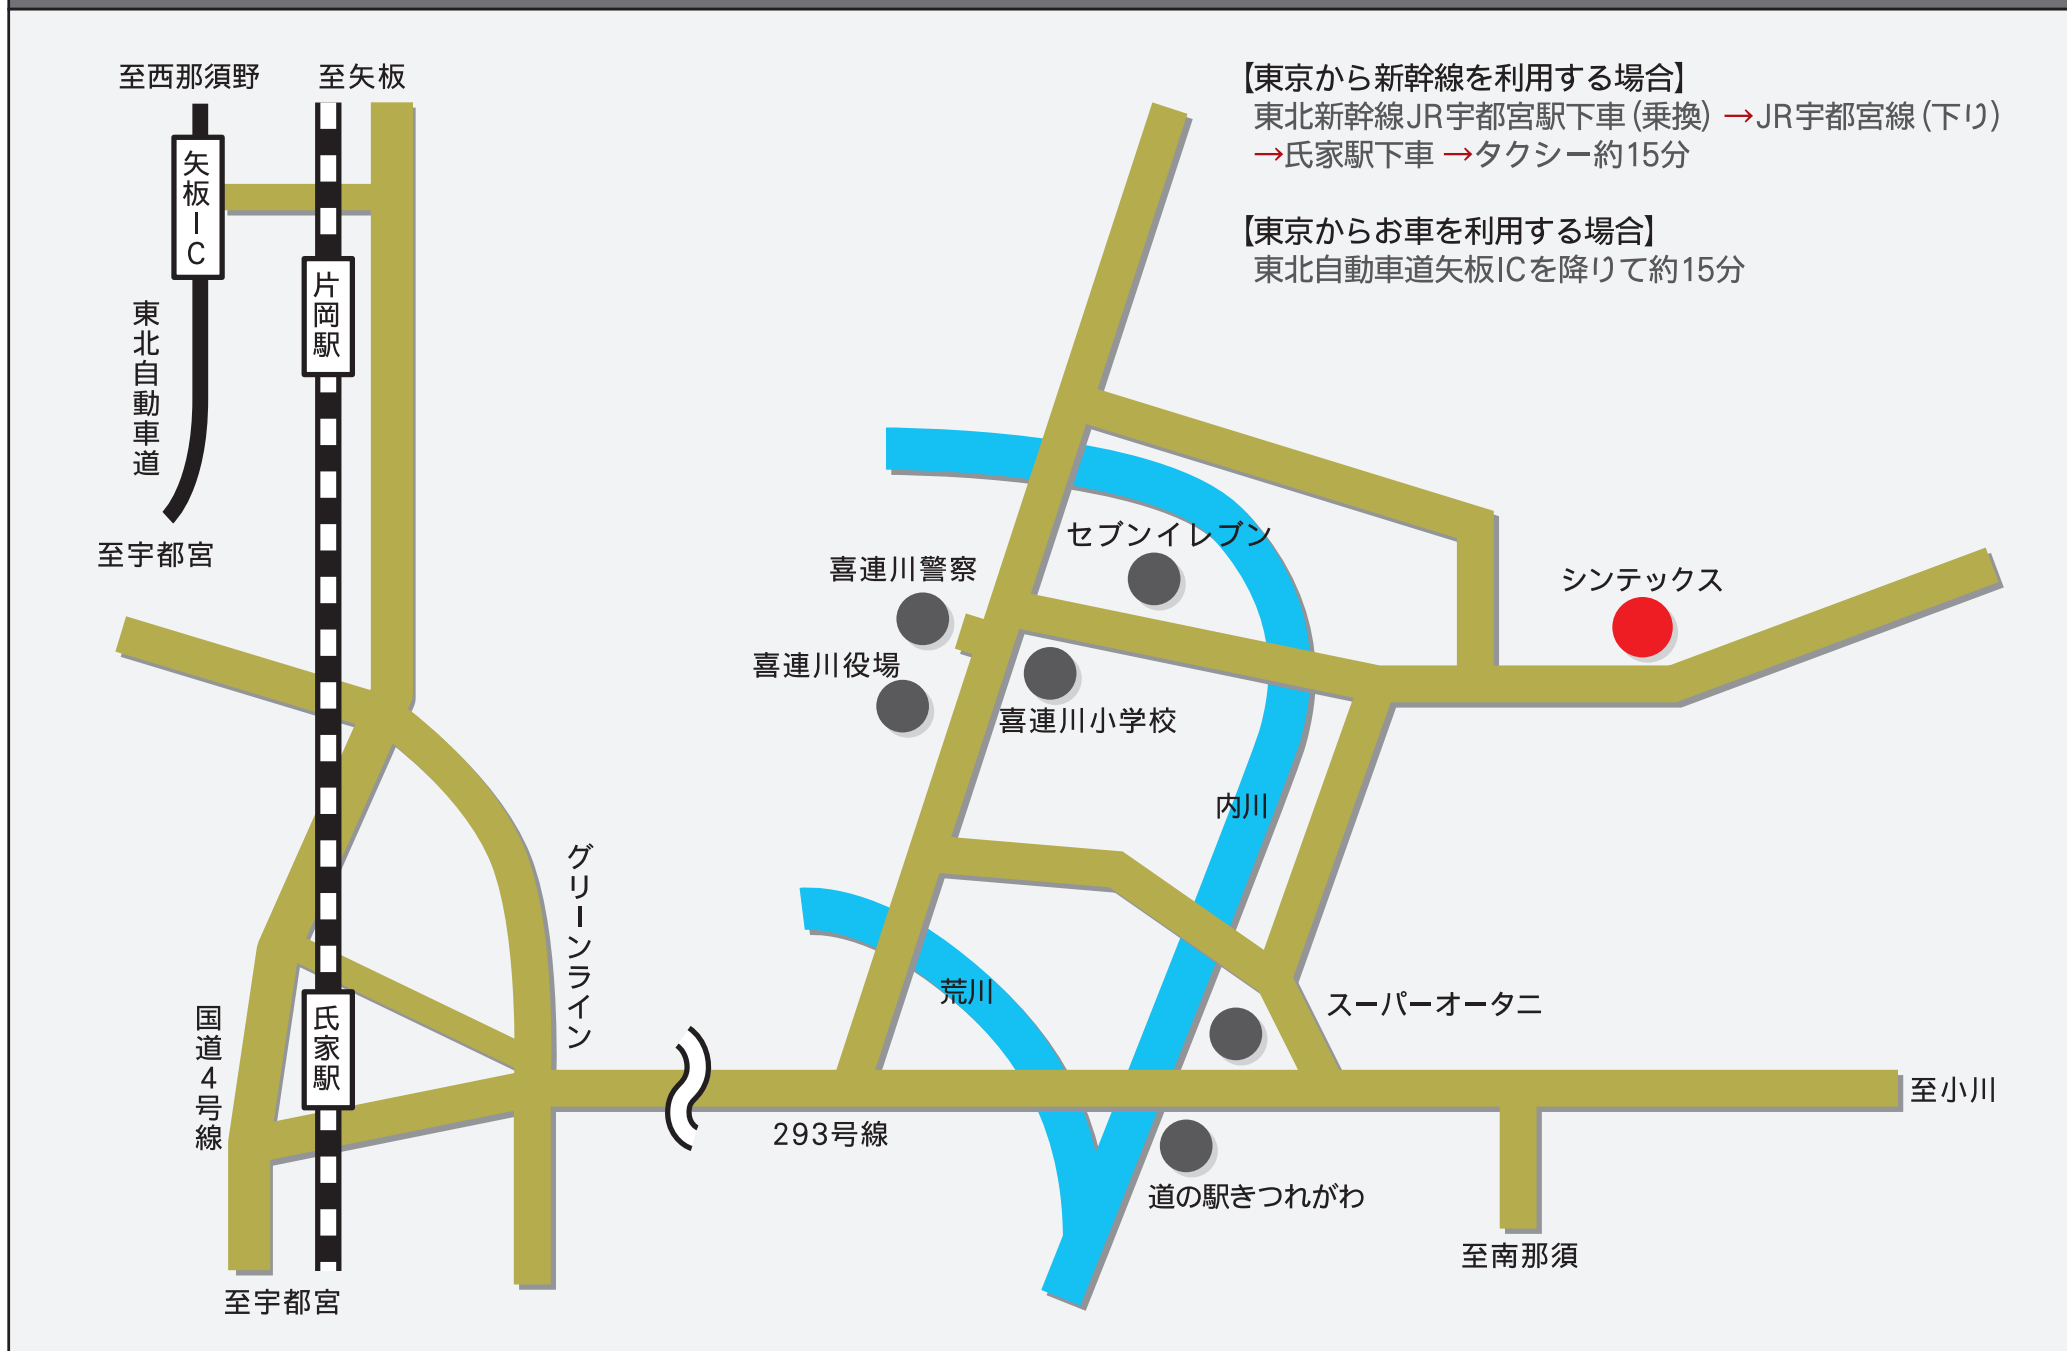 至西那須野
至矢板
【東京から新幹線を利用する場合】
東北新幹線JR宇都宮駅下車(乗換) →JR宇都宮線(下り)
→氏家駅下車 →タクシー約15分
矢板IC
【東京からお車を利用する場合】
東北自動車道矢板ICを降りて約15分
片岡駅
東北自動車道
至宇都宮
セブンイレブン
喜連川警察
シンテックス
喜連川役場
喜連川小学校
内川
グリーンライン
荒川
スーパーオータニ
国道4号線
氏家駅
至小川
293号線
道の駅きつれがわ
至南那須
至宇都宮